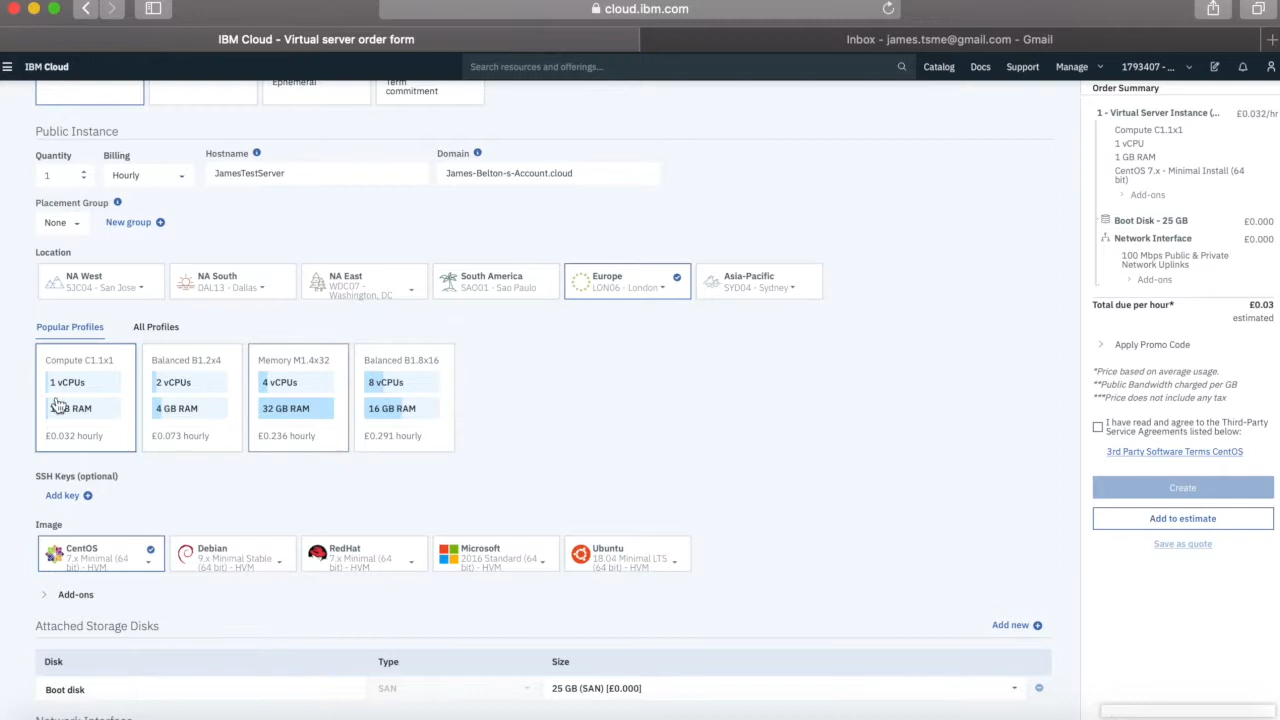 cloud.ibm.com
IBM Cloud - Virtual server order form
Inbox - james.tsme@gmail.com - Gmail
IBM Cloud
Search resources and offerings...
Catalog
Docs
Support
Manage
1793407 - ...
Ephemeral
Term
commitment
Public Instance
Quantity
Billing
Hostname
Domain
1
Hourly
JamesTestServer
James-Belton-s-Account.cloud
Placement Group
None
New group
Location
NA West
SJC04 - San Jose
NA South
DAL13 - Dallas
NA East
WDC07 -
Washington, DC
South America
SAO01 - Sao Paulo
Europe
LON06 - London
Asia-Pacific
SYD04 - Sydney
Popular Profiles
All Profiles
Compute C1.1x1
1 vCPUs
B RAM
£0.032 hourly
Balanced B1.2x4
2 vCPUs
4 GB RAM
£0.073 hourly
Memory M1.4x32
4 vCPUs
32 GB RAM
£0.236 hourly
Balanced B1.8x16
8 vCPUs
16 GB RAM
£0.291 hourly
SSH Keys (optional)
Add key
Image
CentOS
7.x Minimal (64
bit) - HVM
Debian
9.x Minimal Stable
(64 bit) - HVM
RedHat
Minimal (64
bit) - HVM
Microsoft
2016 Standard (64
bit) - HVM
Ubuntu
18.04 Minimal LTS
(64 bit) - HVM
Add-ons
Attached Storage Disks
Add new
Disk
Type
Size
Boot disk
SAN
25 GB (SAN) [£0.000]
Order Summary
1 - Virtual Server Instance (...
£0.032/hr
Compute C1.1x1
1 vCPU
1 GB RAM
CentOS 7.x - Minimal Install (64
bit)
Add-ons
Boot Disk - 25 GB
£0.000
Network Interface
£0.000
100 Mbps Public & Private
Network Uplinks
Add-ons
Total due per hour*
£0.03
estimated
Apply Promo Code
*Price based on average usage.
**Public Bandwidth charged per GB
***Price does not include any tax
I have read and agree to the Third-Party
Service Agreements listed below:
3rd Party Software Terms CentOS
Create
Add to estimate
Save as quote